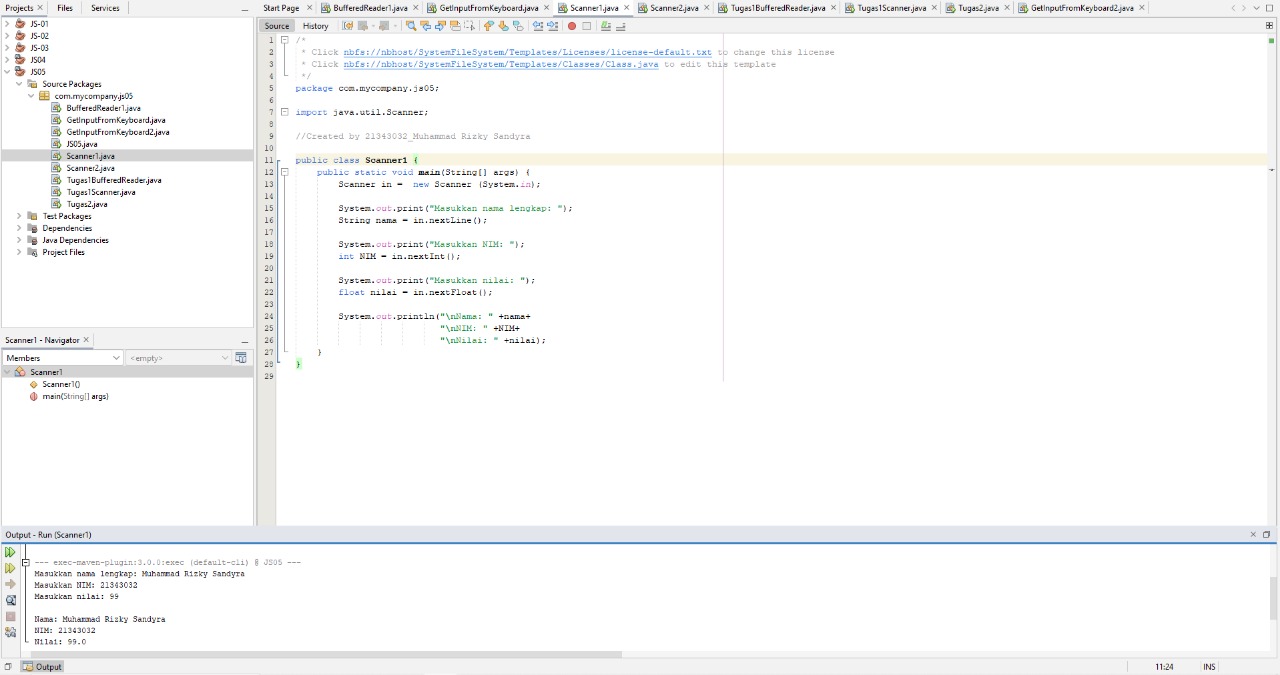 Projects
Files
Services
JS-01
JS-02
JS-03
JS04
JS05
Source Packages
com.mycompany.js05
BufferedReader1.java
GetInputFromKeyboard.java
GetInputFromKeyboard2.java
JS05.java
Scanner1.java
Scanner2.java
Tugas1BufferedReader.java
Tugas1Scanner.java
Tugas2.java
Test Packages
Dependencies
Java Dependencies
Project Files
Scanner1 - Navigator
Members
<empty>
Scanner1
Scanner1()
main(String[] args)
Start Page
BufferedReader1.java
GetInputFromKeyboard.java
Scanner1.java
Scanner2.java
Tugas1BufferedReader.java
Tugas1Scanner.java
Tugas2.java
GetInputFromKeyboard2.java
Source
History
1 /*
2 * Click nbfs://nbhost/SystemFileSystem/Templates/Licenses/license-default.txt to change this license
3 * Click nbfs://nbhost/SystemFileSystem/Templates/Classes/Class.java to edit this template
4 */
5 package com.mycompany.js05;
6
7 import java.util.Scanner;
8
9 //Created by 21343032_Muhammad Rizky Sandyra
10
11 public class Scanner1 {
12 public static void main(String[] args) {
13 Scanner in =  new Scanner (System.in);
14
15 System.out.print("Masukkan nama lengkap: ");
16 String nama = in.nextLine();
17
18 System.out.print("Masukkan NIM: ");
19 int NIM = in.nextInt();
20
21 System.out.print("Masukkan nilai: ");
22 float nilai = in.nextFloat();
23
24 System.out.println("\nNama: " +nama+
25 "\nNIM: " +NIM+
26 "\nNilai: " +nilai);
27 }
28 }
29
Output - Run (Scanner1)
--- exec-maven-plugin:3.0.0:exec (default-cli) @ JS05 ---
Masukkan nama lengkap: Muhammad Rizky Sandyra
Masukkan NIM: 21343032
Masukkan nilai: 99
Nama: Muhammad Rizky Sandyra
NIM: 21343032
Nilai: 99.0
Output
11:24
INS